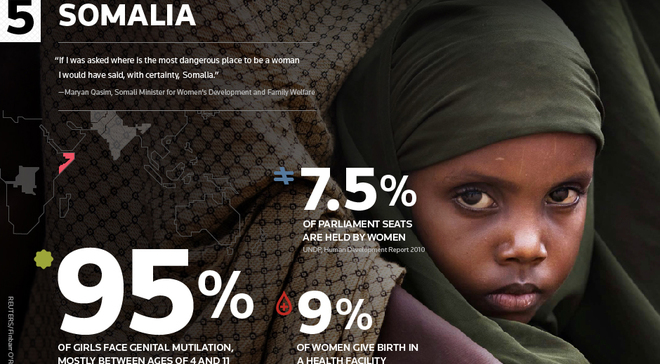 5
SOMALIA
“If I was asked where is the most dangerous place to be a woman
I would have said, with certainty, Somalia.”
—Maryan Qasim, Somali Minister for Women's Development and Family Welfare
7.5%
OF PARLIAMENT SEATS
ARE HELD BY WOMEN
UNDP, Human Development Report 2010
95%
OF GIRLS FACE GENITAL MUTILATION,
MOSTLY BETWEEN AGES OF 4 AND 11
9%
OF WOMEN GIVE BIRTH IN
A HEALTH FACILITY
REUTERS/Finbarr